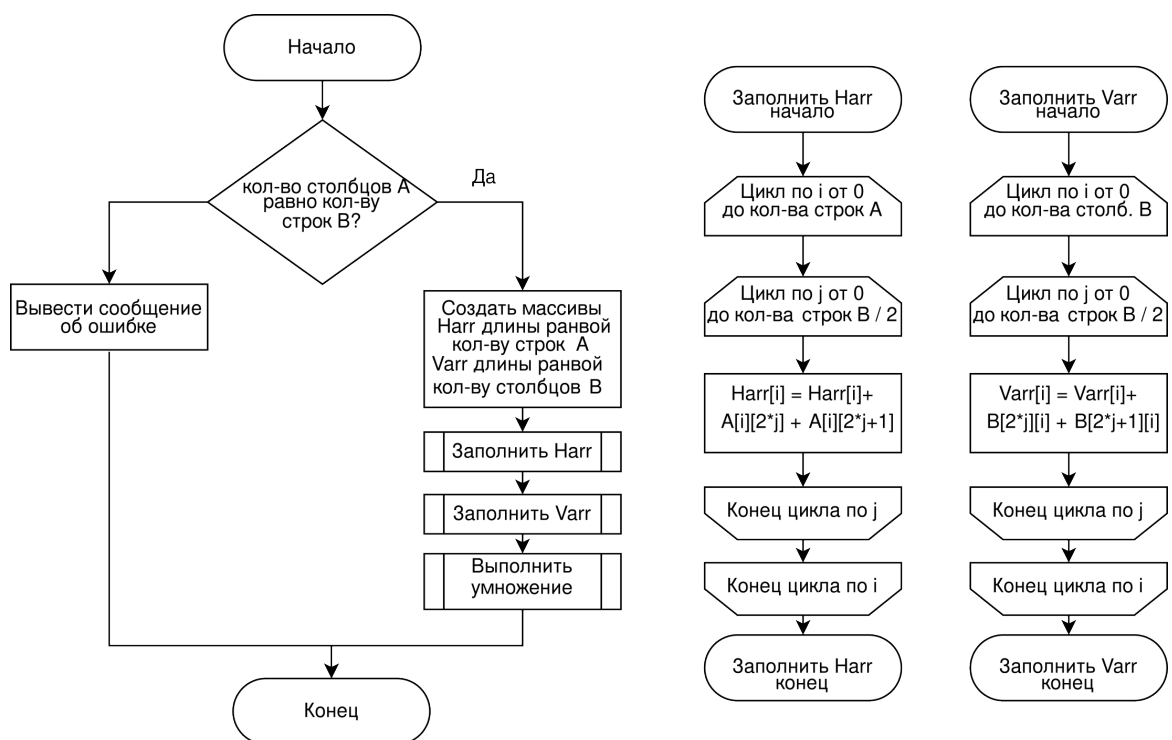 Начало
кол-во столбцов A
равно кол-ву
строк B?
Да
Вывести сообщение
об ошибке
Создать массивы
Harr длины ранвой
кол-ву строк A
Varr длины ранвой
кол-ву столбцов B
Заполнить Harr
Заполнить Varr
Выполнить
умножение
Конец
Заполнить Harr
начало
Цикл по i от 0
до кол-ва строк A
Цикл по j от 0
до кол-ва строк B / 2
Harr[i] = Harr[i]+
A[i][2*j] + A[i][2*j+1]
Конец цикла по j
Конец цикла по i
Заполнить Harr
конец
Заполнить Varr
начало
Цикл по i от 0
до кол-ва столб. B
Цикл по j от 0
до кол-ва строк B / 2
Varr[i] = Varr[i]+
B[2*j][i] + B[2*j+1][i]
Конец цикла по j
Конец цикла по i
Заполнить Varr
конец